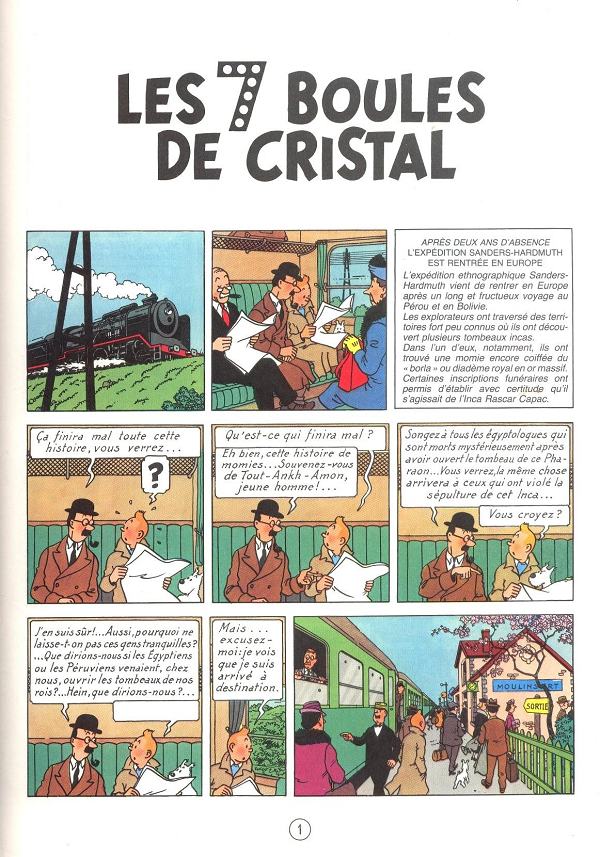 LES 7 BOULES
DE CRISTAL
APRÈS DEUX ANS D'ABSENCE
L'EXPÉDITION SANDERS-HARDMUTH
EST RENTRÉE EN EUROPE
L'expédition ethnographique Sanders-
Hardmuth vient de rentrer en Europe
après un long et fructueux voyage au
Pérou et en Bolivie.
Les explorateurs ont traversé des terri-
toires fort peu connus où ils ont décou-
vert plusieurs tombeaux incas.
Dans l'un d'eux, notamment, ils ont
trouvé une momie encore coiffée du
« borla » ou diadème royal en or massif.
Certaines inscriptions funéraires ont
permis d'établir avec certitude qu'il
s'agissait de l'Inca Rascar Capac.
Ça finira mal toute cette
histoire, vous verrez...
?
Qu'est-ce qui finira mal ?
Eh bien, cette histoire de
momies...Souvenez-vous
de Tout-Ankh-Amon,
jeune homme!...
Songez à tous les égyptologues qui
sont morts mystérieusement après
avoir ouvert le tombeau de ce Pha-
raon...Vous verrez, la même chose
arrivera à ceux qui ont violé la
sépulture de cet Inca...
Vous croyez ?
J'en suis sûr!...Aussi, pourquoi ne
laisse-t-on pas ces gens tranquilles?
...Que dirions-nous si les Egyptiens
ou les Péruviens venaient, chez
nous, ouvrir les tombeaux de nos
rois?...Hein, que dirions-nous?...
Mais...
excusez-
moi: je vois
que je suis
arrivé à
destination.
MOULINSART
SORTIE
1